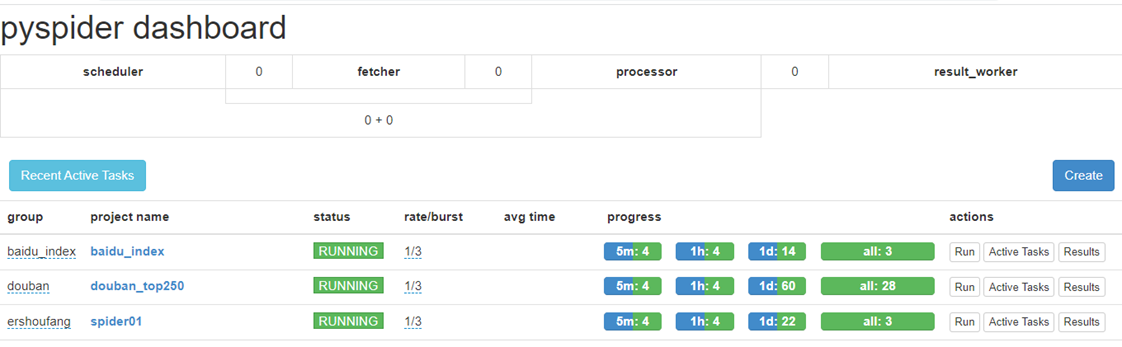 pyspider dashboard
scheduler 0 fetcher 0 processor 0 result_worker
0 + 0
Recent Active Tasks Create
group project name status rate/burst avg time progress actions
baidu_index baidu_index RUNNING 1/3 5m: 4 1h: 4 1d: 14 all: 3 Run Active Tasks Results
douban douban_top250 RUNNING 1/3 5m: 4 1h: 4 1d: 60 all: 28 Run Active Tasks Results
ershoufang spider01 RUNNING 1/3 5m: 4 1h: 4 1d: 22 all: 3 Run Active Tasks Results